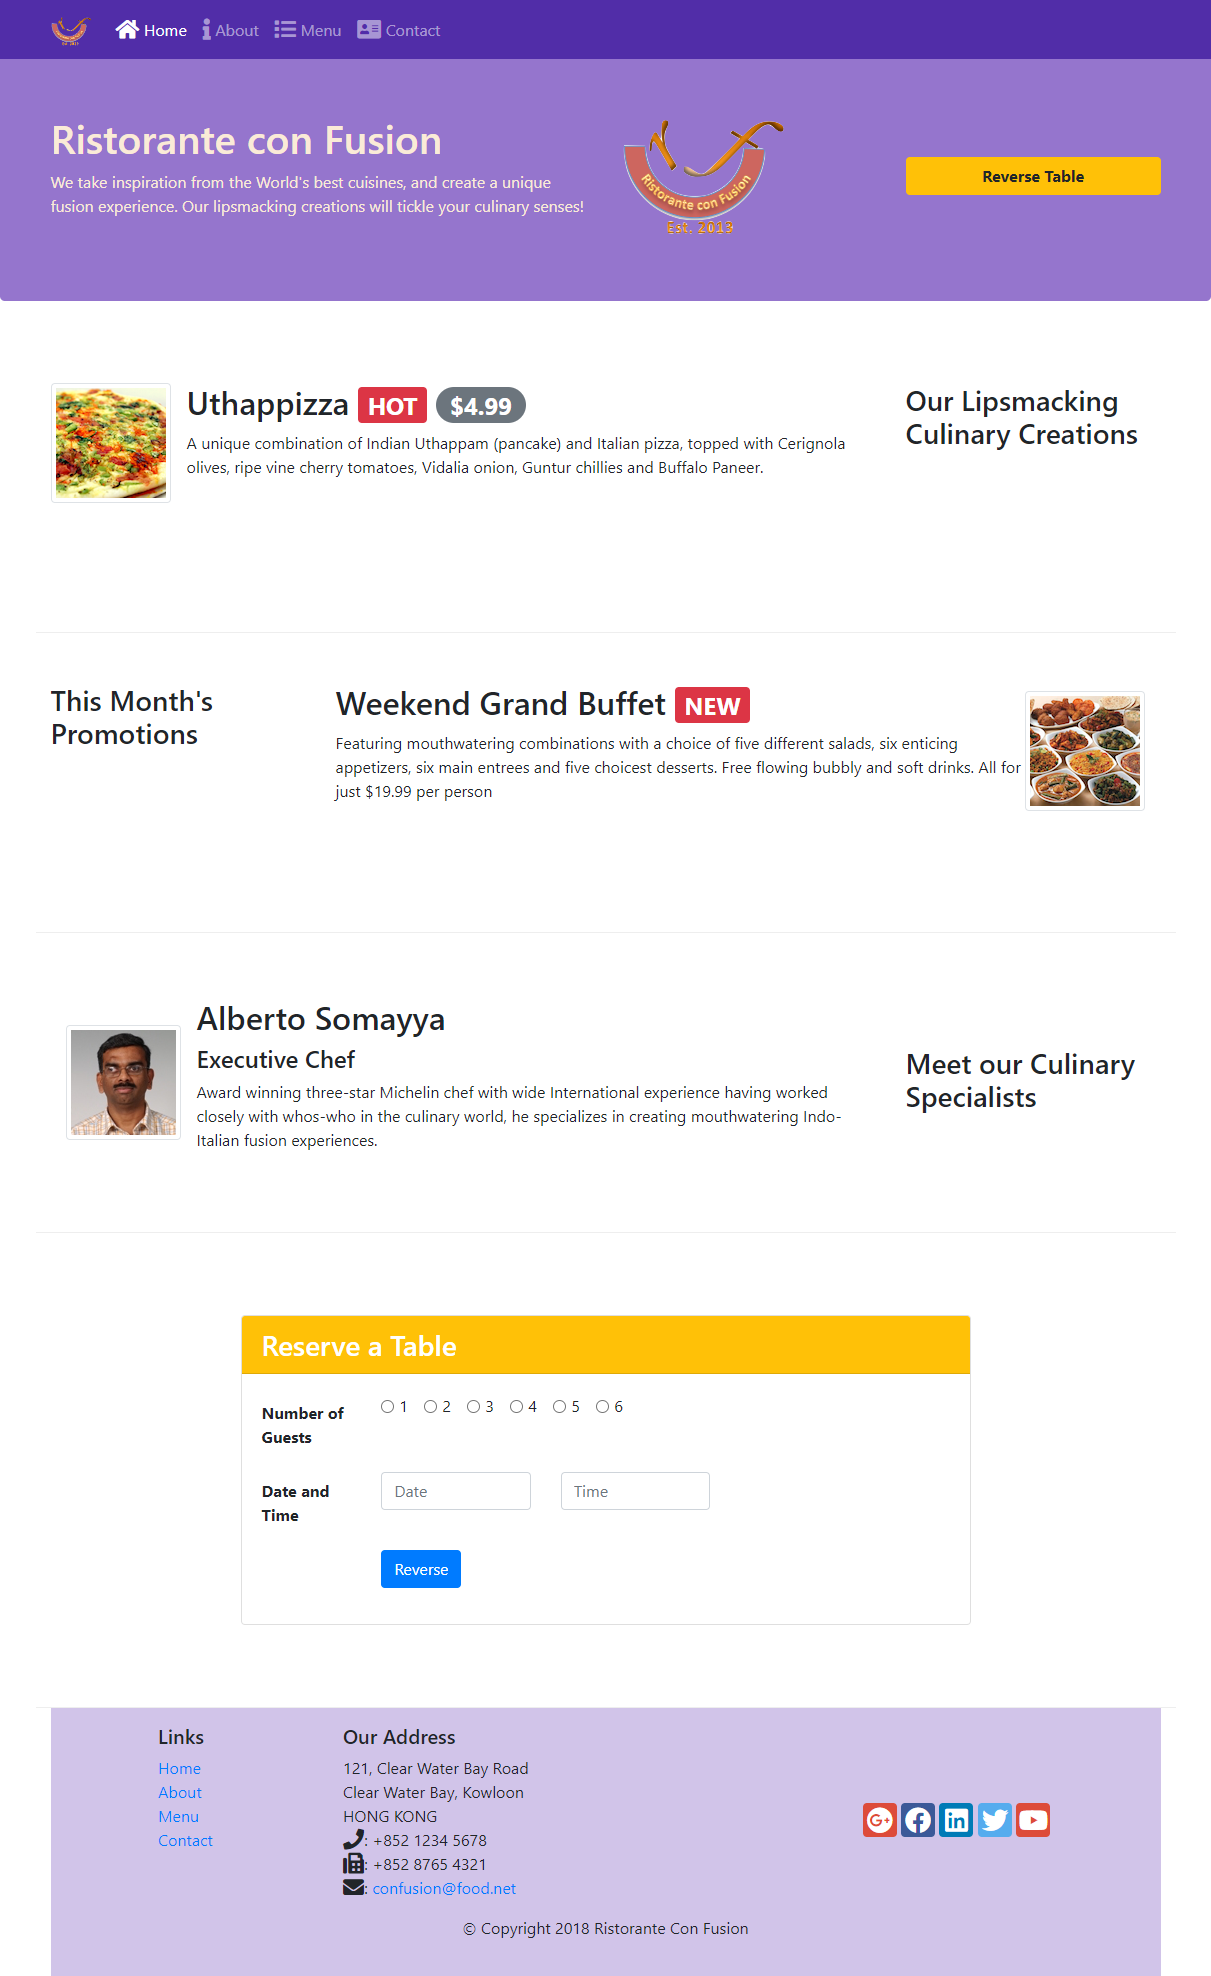 Home About Menu Contact
Ristorante con Fusion
We take inspiration from the World's best cuisines, and create a unique
fusion experience. Our lipsmacking creations will tickle your culinary senses!
Ristorante con Fusion
Est. 2013
Reverse Table
Uthappizza HOT $4.99
A unique combination of Indian Uthappam (pancake) and Italian pizza, topped with Cerignola
olives, ripe vine cherry tomatoes, Vidalia onion, Guntur chillies and Buffalo Paneer.
Our Lipsmacking
Culinary Creations
This Month's
Promotions
Weekend Grand Buffet NEW
Featuring mouthwatering combinations with a choice of five different salads, six enticing
appetizers, six main entrees and five choicest desserts. Free flowing bubbly and soft drinks. All for
just $19.99 per person
Alberto Somayya
Executive Chef
Award winning three-star Michelin chef with wide International experience having worked
closely with whos-who in the culinary world, he specializes in creating mouthwatering Indo-
Italian fusion experiences.
Meet our Culinary
Specialists
Reserve a Table
Number of
Guests
1 2 3 4 5 6
Date and
Time
Date
Time
Reverse
Links
Home
About
Menu
Contact
Our Address
121, Clear Water Bay Road
Clear Water Bay, Kowloon
HONG KONG
: +852 1234 5678
: +852 8765 4321
: confusion@food.net
© Copyright 2018 Ristorante Con Fusion